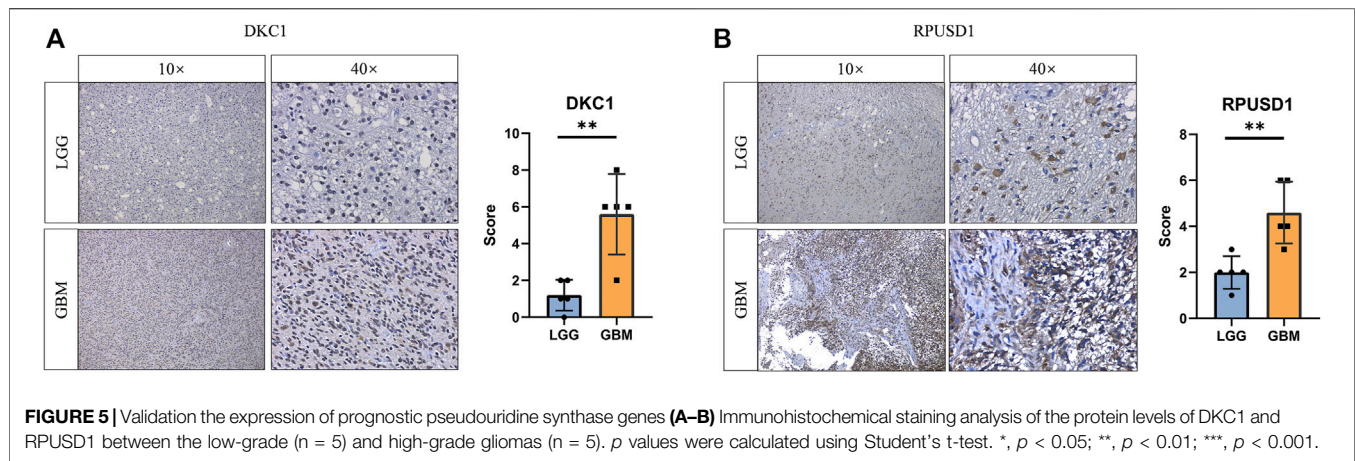 A
DKC1
10×
40×
LGG
GBM
DKC1
**
10
8
6
4
2
0
Score
LGG
GBM
B
RPUSD1
10×
40×
LGG
GBM
RPUSD1
**
8
6
4
2
0
Score
LGG
GBM
FIGURE 5 | Validation the expression of prognostic pseudouridine synthase genes (A–B) Immunohistochemical staining analysis of the protein levels of DKC1 and
RPUSD1 between the low-grade (n = 5) and high-grade gliomas (n = 5). p values were calculated using Student's t-test. *, p < 0.05; **, p < 0.01; ***, p < 0.001.